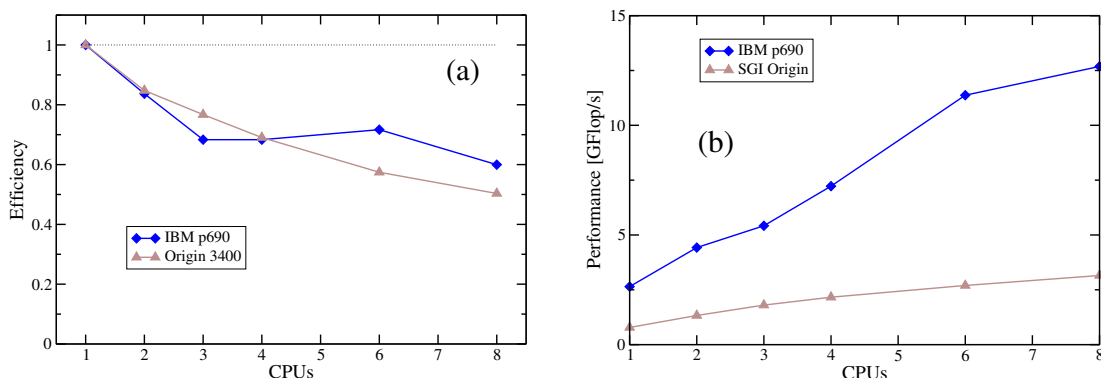 1
0.8
0.6
0.4
0.2
0
Efficiency
(a)
IBM p690
Origin 3400
1 2 3 4 5 6 7 8
CPUs
15
10
5
0
Performance [GFlop/s]
IBM p690
SGI Origin
(b)
1 2 3 4 5 6 7 8
CPUs